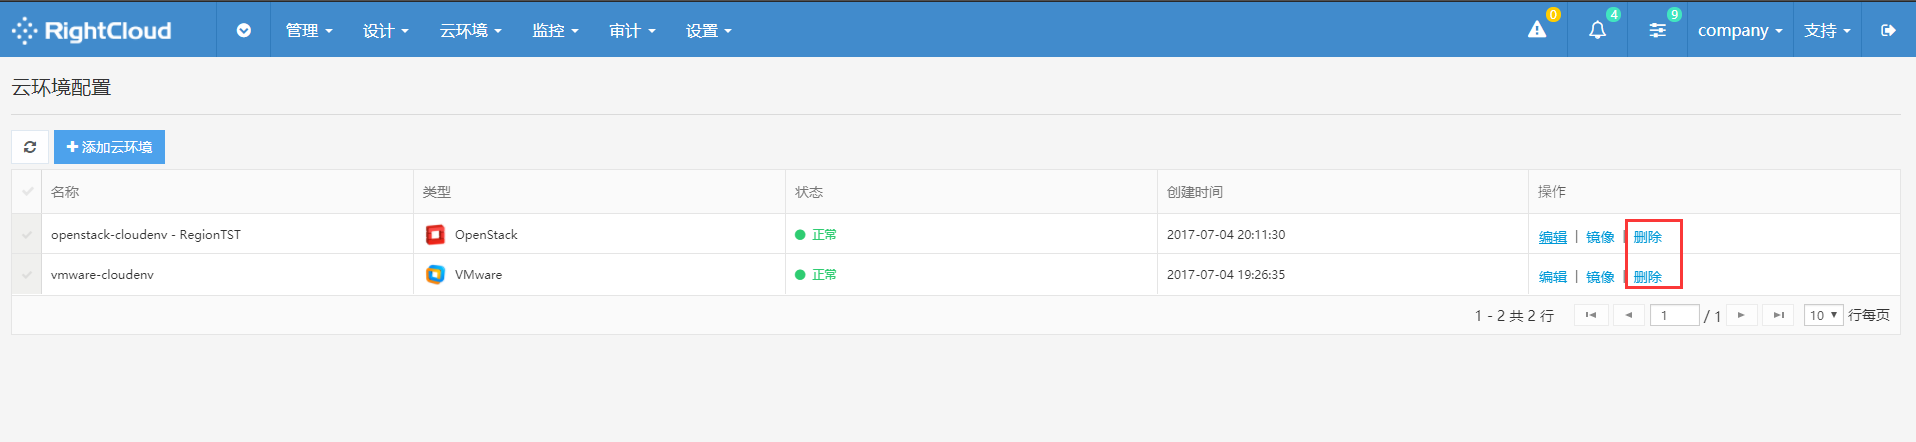 RightCloud 管理 设计 云环境 监控 审计 设置 0 4 9 company 支持
云环境配置
添加云环境
名称 类型 状态 创建时间 操作
openstack-cloudenv - RegionTST OpenStack 正常 2017-07-04 20:11:30 编辑 | 镜像 | 删除
vmware-cloudenv VMware 正常 2017-07-04 19:26:35 编辑 | 镜像 | 删除
1 - 2 共 2 行 1 / 1 10 行每页